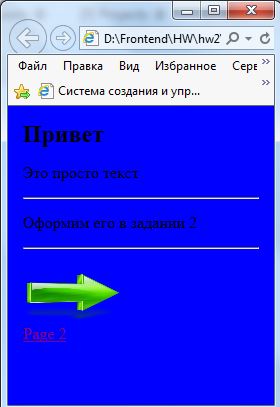 D:\Frontend\HW\hw2\
Файл Правка Вид Избранное Серв
Система создания и упр...
Привет
Это просто текст
Оформим его в задании 2
Page 2